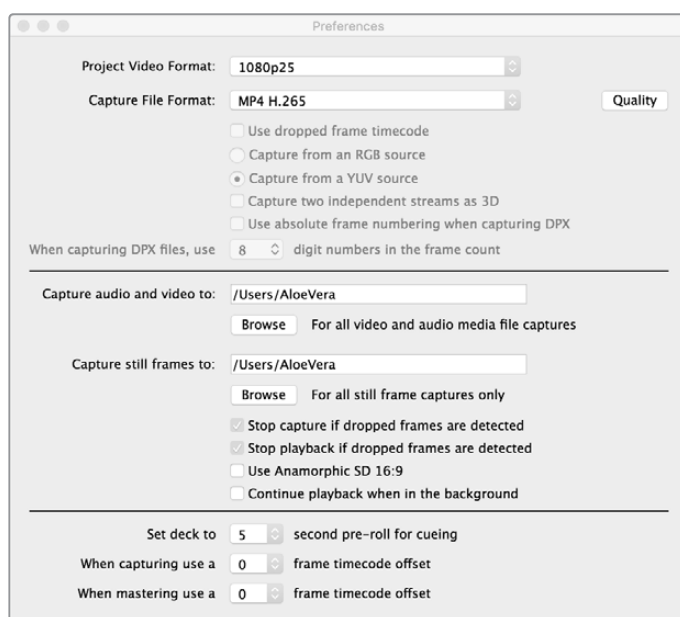 Preferences
Project Video Format: 1080p25
Capture File Format: MP4 H.265 Quality
Use dropped frame timecode
Capture from an RGB source
Capture from a YUV source
Capture two independent streams as 3D
Use absolute frame numbering when capturing DPX
When capturing DPX files, use 8 digit numbers in the frame count
Capture audio and video to: /Users/AloeVera
Browse For all video and audio media file captures
Capture still frames to: /Users/AloeVera
Browse For all still frame captures only
Stop capture if dropped frames are detected
Stop playback if dropped frames are detected
Use Anamorphic SD 16:9
Continue playback when in the background
Set deck to 5 second pre-roll for cueing
When capturing use a 0 frame timecode offset
When mastering use a 0 frame timecode offset